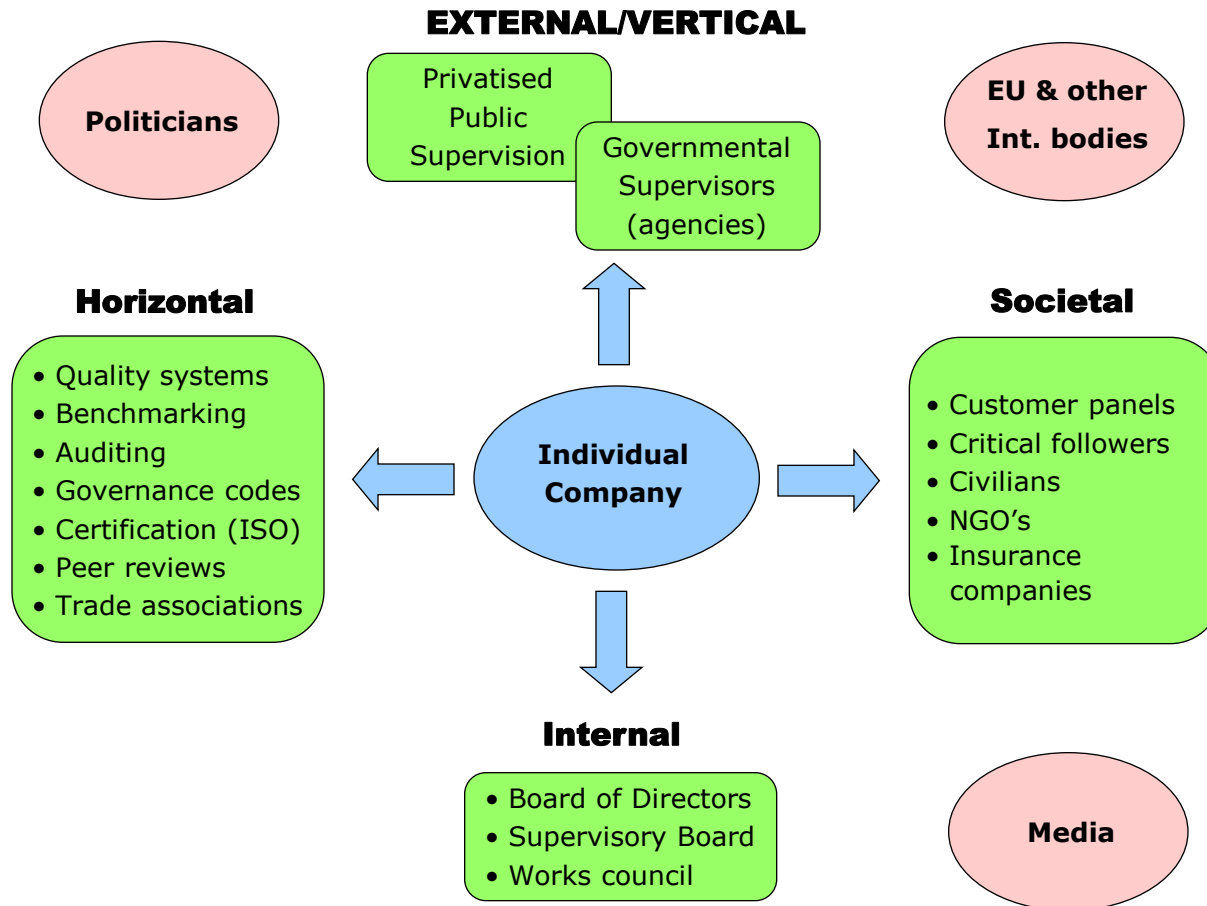 EXTERNAL/VERTICAL
Politicians
Privatised
Public
Supervision
Governmental
Supervisors
(agencies)
EU & other
Int. bodies
Horizontal
• Quality systems
• Benchmarking
• Auditing
• Governance codes
• Certification (ISO)
• Peer reviews
• Trade associations
Individual
Company
Societal
• Customer panels
• Critical followers
• Civilians
• NGO’s
• Insurance
companies
Internal
• Board of Directors
• Supervisory Board
• Works council
Media